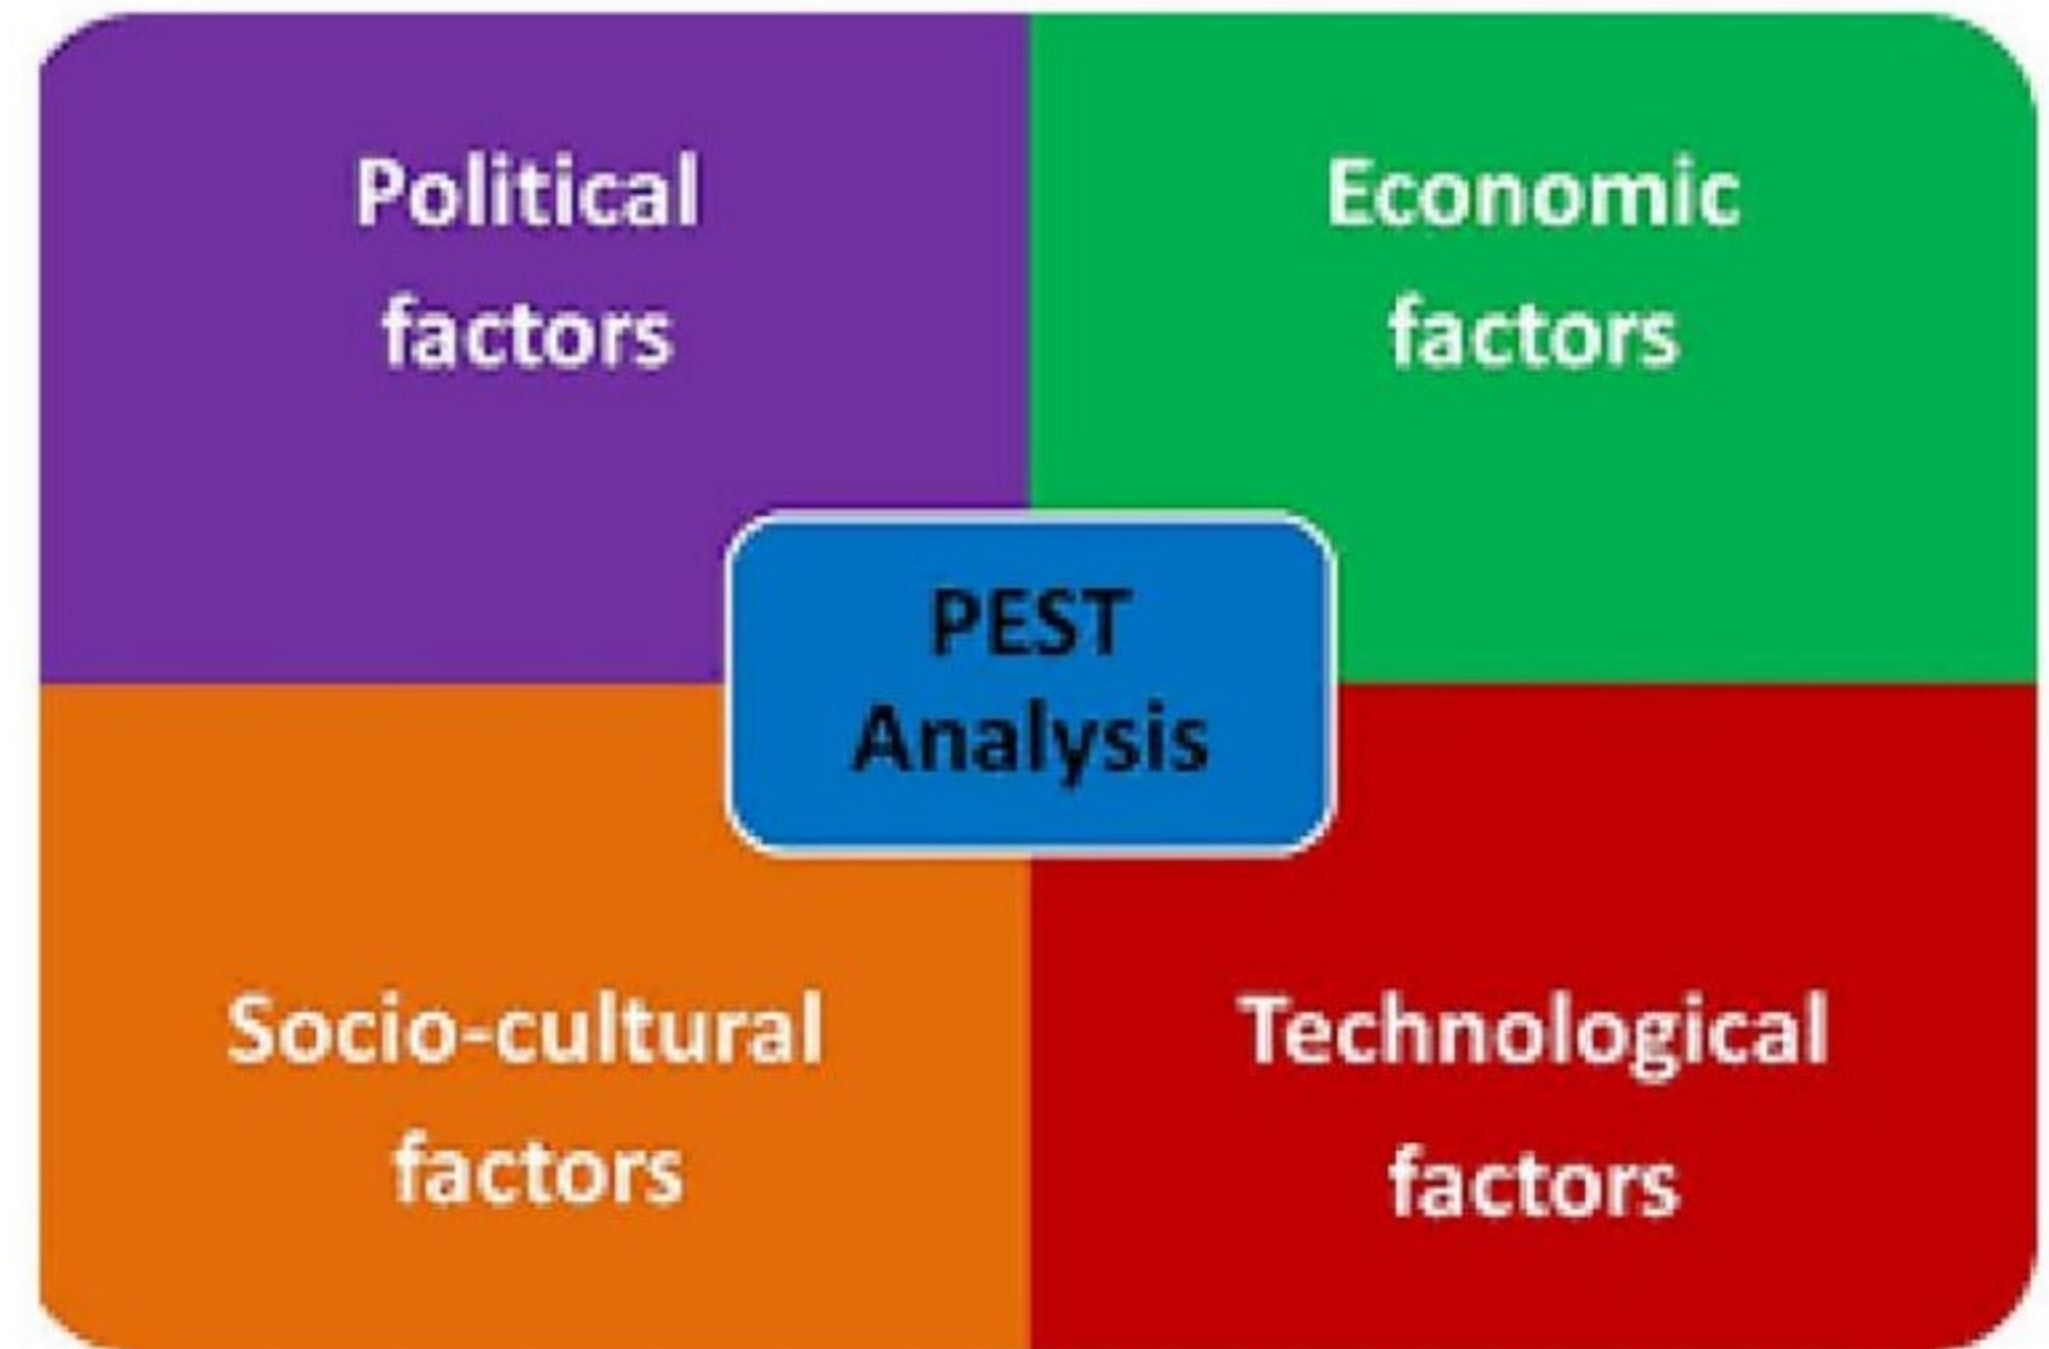 Political
factors
Economic
factors
PEST
Analysis
Socio-cultural
factors
Technological
factors